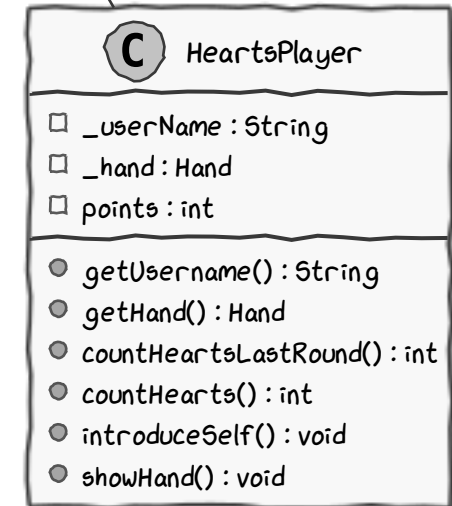 C HeartsPlayer
_userName : String
_hand : Hand
points : int
getUsername() : String
getHand() : Hand
countHeartsLastRound() : int
countHearts() : int
introduceSelf() : void
showHand() : void